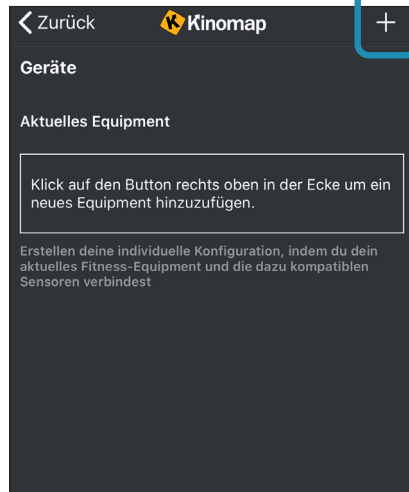 Zurück Kinomap +
Geräte
Aktuelles Equipment
Klick auf den Button rechts oben in der Ecke um ein
neues Equipment hinzuzufügen.
Erstellen deine individuelle Konfiguration, indem du dein
aktuelles Fitness-Equipment und die dazu kompatiblen
Sensoren verbindest